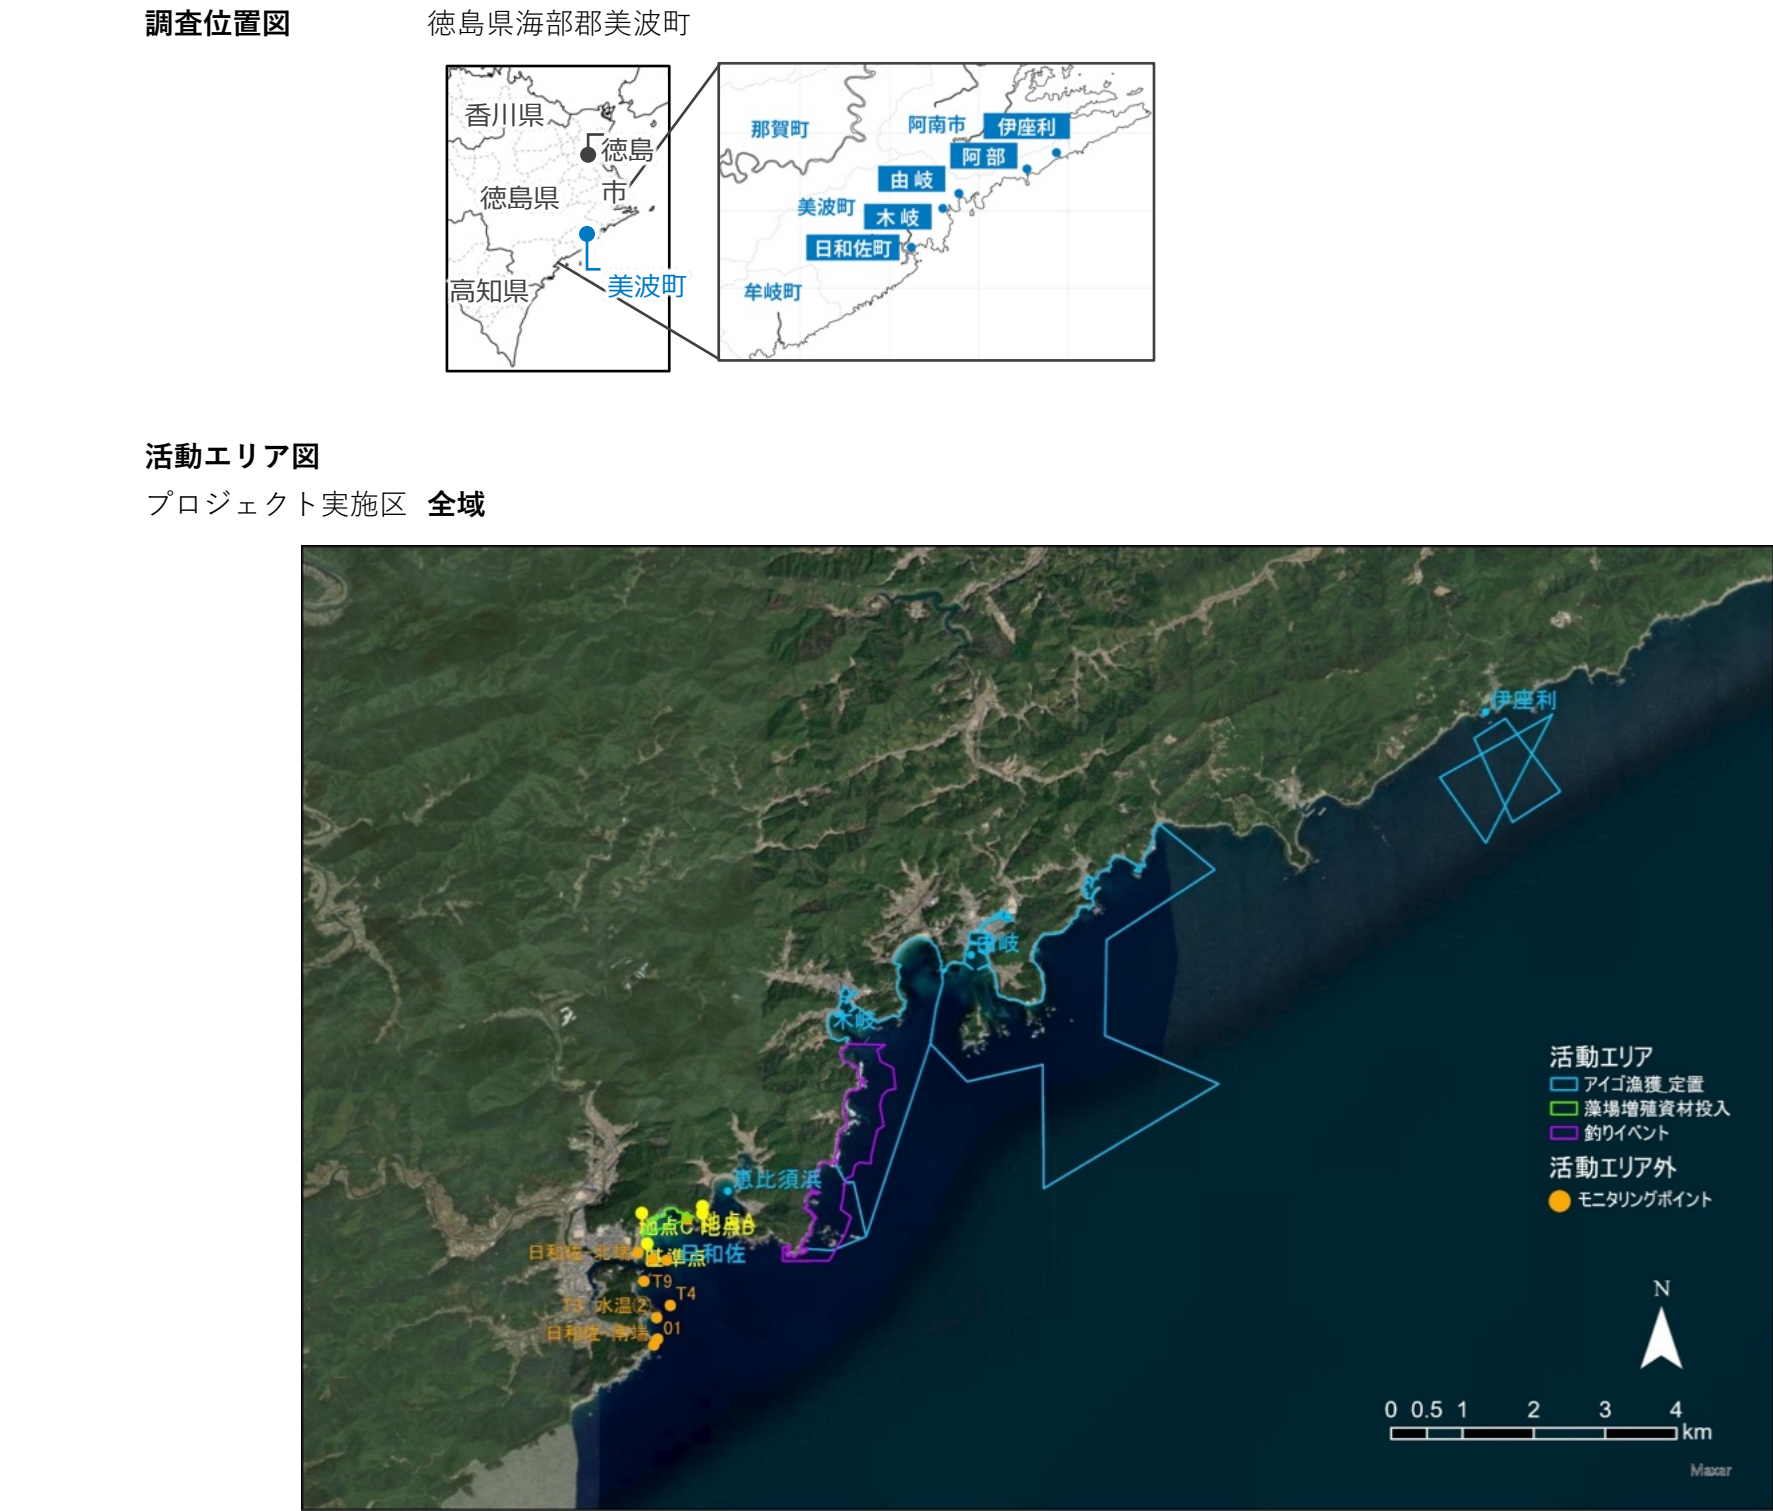 調査位置図 徳島県海部郡美波町
香川県
徳島市
徳島県
高知県
美波町
那賀町
阿南市
伊座利
阿部
由岐
美波町
木岐
日和佐町
牟岐町
活動エリア図
プロジェクト実施区 全域
伊座利
由岐
木岐
恵比須浜
地点C 地点A
地点B
日和佐 北端
基準点
日和佐
T9
T4
水温②
01
日和佐 南端
活動エリア
アイゴ漁獲_定置
藻場増殖資材投入
釣りイベント
活動エリア外
モニタリングポイント
N
0 0.5 1 2 3 4
km
Maxar